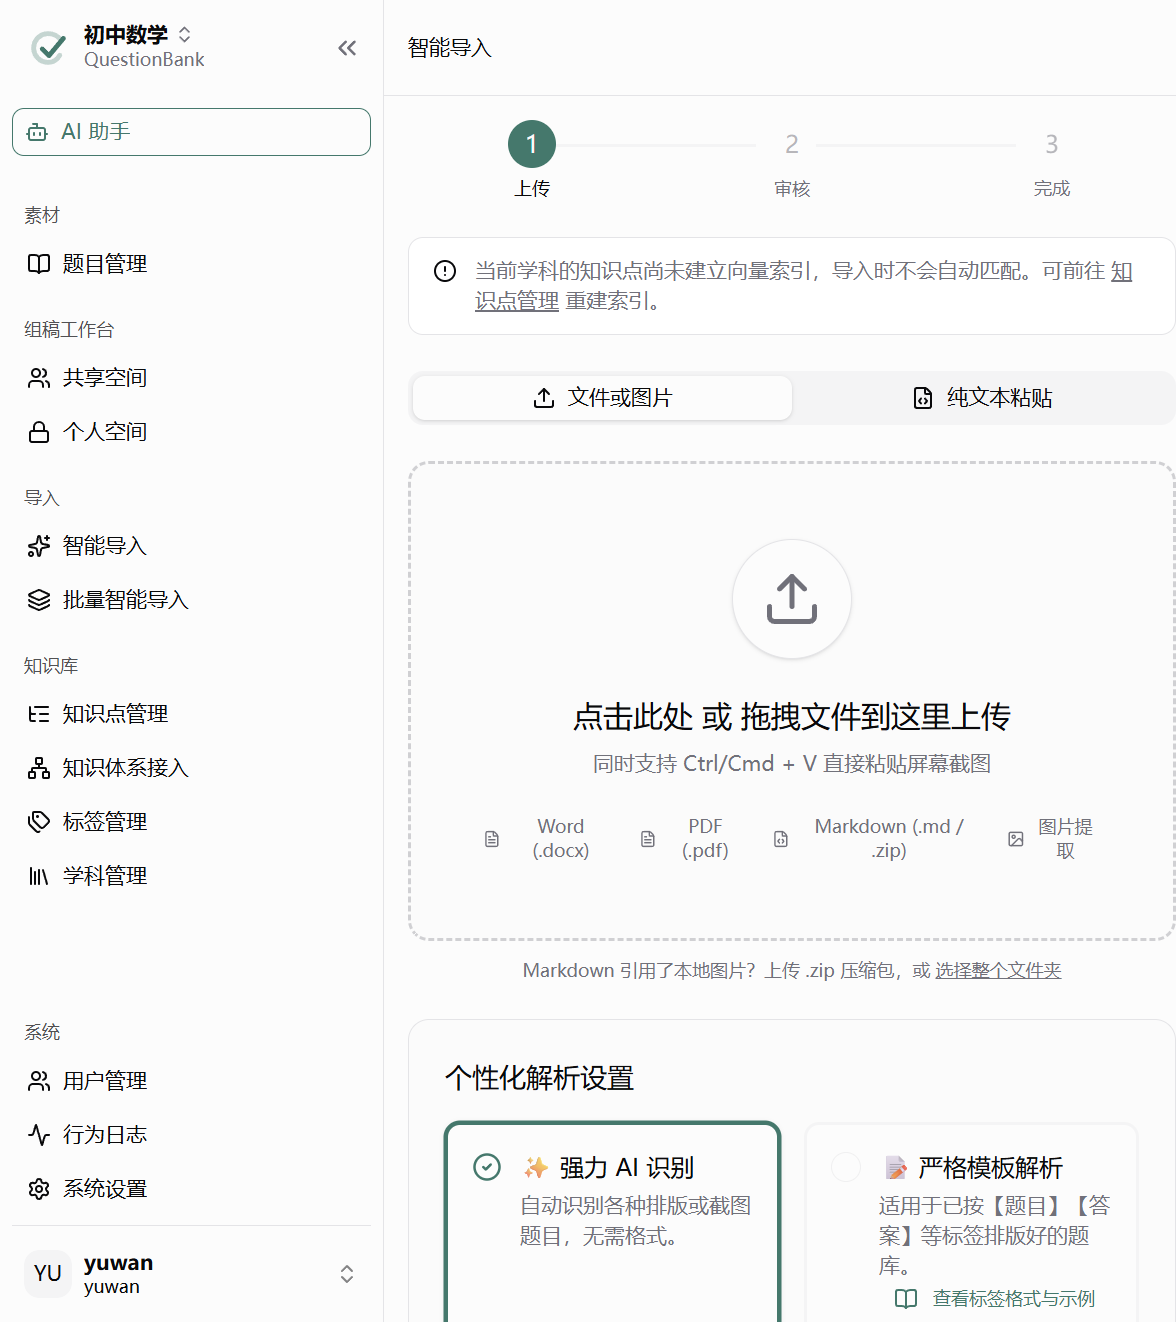 初中数学
QuestionBank
AI 助手
素材
题目管理
组稿工作台
共享空间
个人空间
导入
智能导入
批量智能导入
知识库
知识点管理
知识体系接入
标签管理
学科管理
系统
用户管理
行为日志
系统设置
YU
yuwan
yuwan
智能导入
1
上传
2
审核
3
完成
当前学科的知识点尚未建立向量索引，导入时不会自动匹配。可前往 知
识点管理 重建索引。
文件或图片
纯文本粘贴
点击此处 或 拖拽文件到这里上传
同时支持 Ctrl/Cmd + V 直接粘贴屏幕截图
Word
(.docx)
PDF
(.pdf)
Markdown (.md /
.zip)
图片提
取
Markdown 引用了本地图片？上传 .zip 压缩包，或 选择整个文件夹
个性化解析设置
✨ 强力 AI 识别
自动识别各种排版或截图
题目，无需格式。
📝 严格模板解析
适用于已按【题目】【答
案】等标签排版好的题
库。
查看标签格式与示例